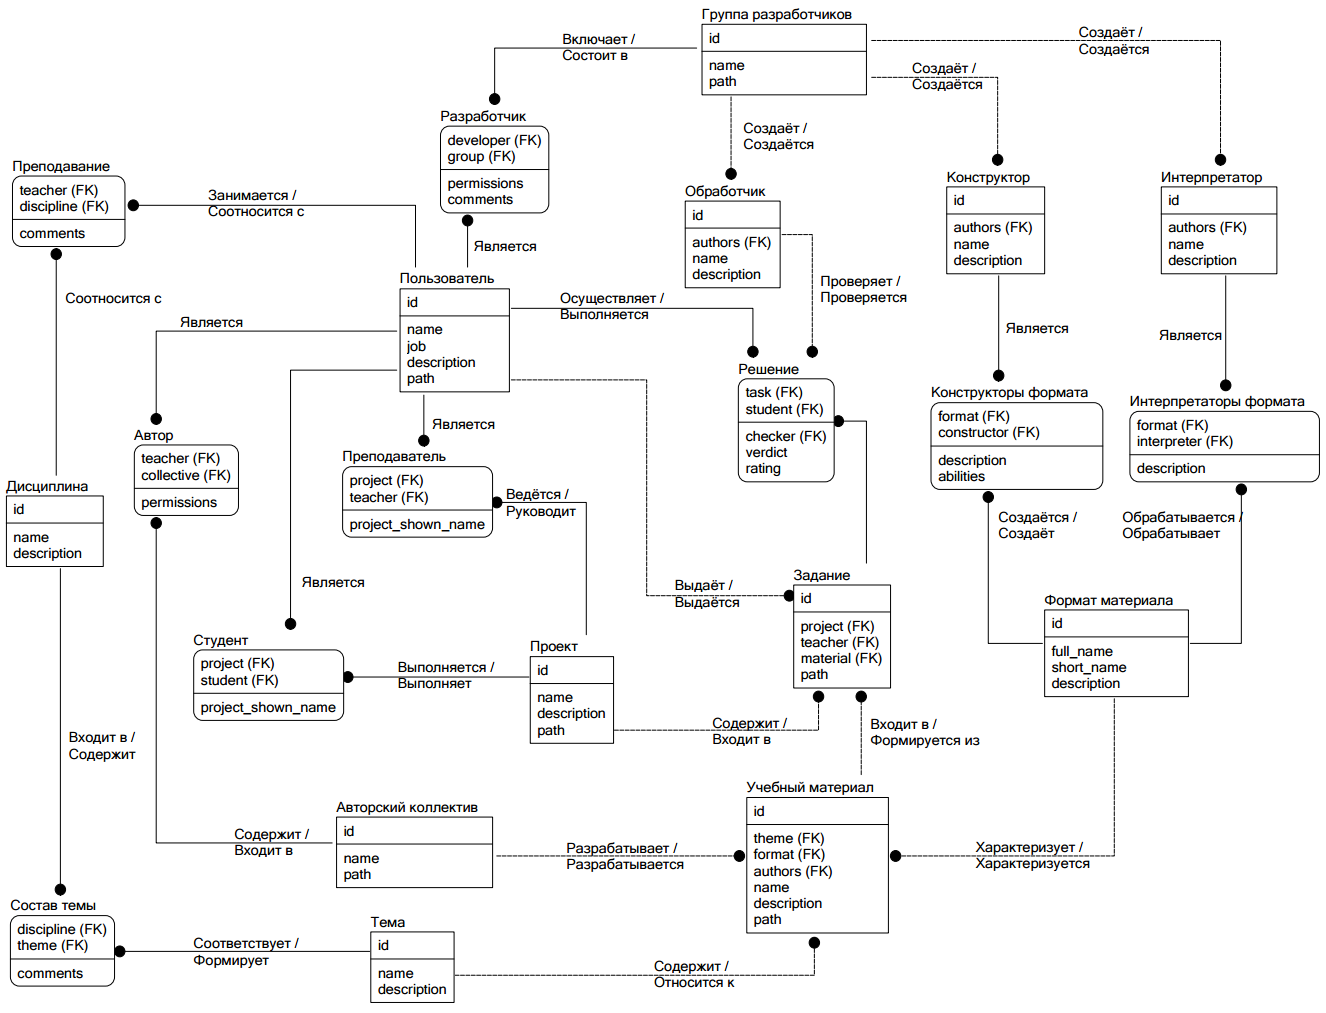 Группа разработчиков
id
name
path
Включает /
Состоит в
Создаёт /
Создаётся
Создаёт /
Создаётся
Создаёт /
Создаётся
Разработчик
developer (FK)
group (FK)
permissions
comments
Преподавание
teacher (FK)
discipline (FK)
comments
Занимается /
Соотносится с
Является
Обработчик
id
authors (FK)
name
description
Конструктор
id
authors (FK)
name
description
Интерпретатор
id
authors (FK)
name
description
Соотносится с
Пользователь
id
name
job
description
path
Осуществляет /
Выполняется
Проверяет /
Проверяется
Является
Является
Является
Является
Решение
task (FK)
student (FK)
checker (FK)
verdict
rating
Конструкторы формата
format (FK)
constructor (FK)
description
abilities
Интерпретаторы формата
format (FK)
interpreter (FK)
description
Автор
teacher (FK)
collective (FK)
permissions
Преподаватель
project (FK)
teacher (FK)
project_shown_name
Ведётся /
Руководит
Дисциплина
id
name
description
Создаётся /
Создаёт
Обрабатывается /
Обрабатывает
Является
Выдаёт /
Выдаётся
Задание
id
project (FK)
teacher (FK)
material (FK)
path
Формат материала
id
full_name
short_name
description
Студент
project (FK)
student (FK)
project_shown_name
Выполняется /
Выполняет
Проект
id
name
description
path
Содержит /
Входит в
Входит в /
Формируется из
Входит в /
Содержит
Учебный материал
id
theme (FK)
format (FK)
authors (FK)
name
description
path
Авторский коллектив
id
name
path
Содержит /
Входит в
Разрабатывает /
Разрабатывается
Характеризует /
Характеризуется
Состав темы
discipline (FK)
theme (FK)
comments
Соответствует /
Формирует
Тема
id
name
description
Содержит /
Относится к